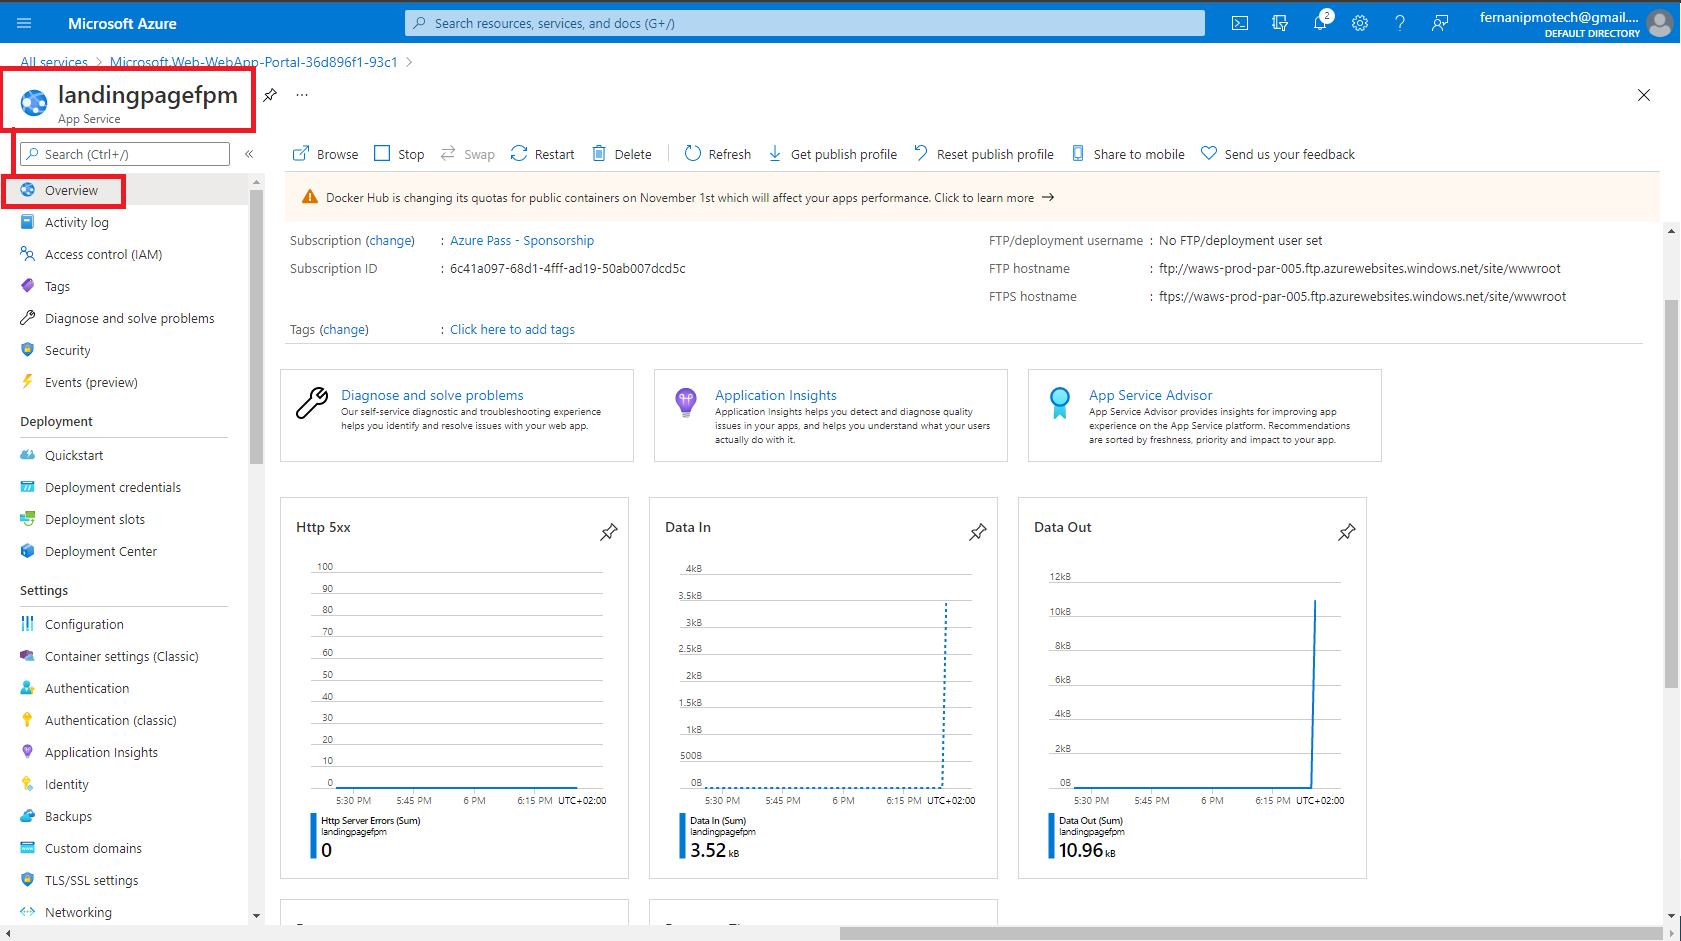 Microsoft Azure
Search resources, services, and docs (G+/)
2
fernanipmotech@gmail....
DEFAULT DIRECTORY
All services > Microsoft.Web-WebApp-Portal-36d896f1-93c1 >
landingpagefpm
App Service
...
Search (Ctrl+/)
«
Browse
Stop
Swap
Restart
Delete
Refresh
Get publish profile
Reset publish profile
Share to mobile
Send us your feedback
Overview
Activity log
Access control (IAM)
Tags
Diagnose and solve problems
Security
Events (preview)
Deployment
Quickstart
Deployment credentials
Deployment slots
Deployment Center
Settings
Configuration
Container settings (Classic)
Authentication
Authentication (classic)
Application Insights
Identity
Backups
Custom domains
TLS/SSL settings
Networking
Docker Hub is changing its quotas for public containers on November 1st which will affect your apps performance. Click to learn more →
Subscription (change) : Azure Pass - Sponsorship
Subscription ID : 6c41a097-68d1-4fff-ad19-50ab007dcd5c
FTP/deployment username : No FTP/deployment user set
FTP hostname : ftp://waws-prod-par-005.ftp.azurewebsites.windows.net/site/wwwroot
FTPS hostname : ftps://waws-prod-par-005.ftp.azurewebsites.windows.net/site/wwwroot
Tags (change) : Click here to add tags
Diagnose and solve problems
Our self-service diagnostic and troubleshooting experience
helps you identify and resolve issues with your web app.
Application Insights
Application Insights helps you detect and diagnose quality
issues in your apps, and helps you understand what your users
actually do with it.
App Service Advisor
App Service Advisor provides insights for improving app
experience on the App Service platform. Recommendations
are sorted by freshness, priority and impact to your app.
Http 5xx
100
90
80
70
60
50
40
30
20
10
0
5:30 PM 5:45 PM 6 PM 6:15 PM UTC+02:00
Http Server Errors (Sum)
landingpagefpm
0
Data In
4kB
3.5kB
3kB
2.5kB
2kB
1.5kB
1kB
500B
0B
5:30 PM 5:45 PM 6 PM 6:15 PM UTC+02:00
Data In (Sum)
landingpagefpm
3.52 kB
Data Out
12kB
10kB
8kB
6kB
4kB
2kB
0B
5:30 PM 5:45 PM 6 PM 6:15 PM UTC+02:00
Data Out (Sum)
landingpagefpm
10.96 kB